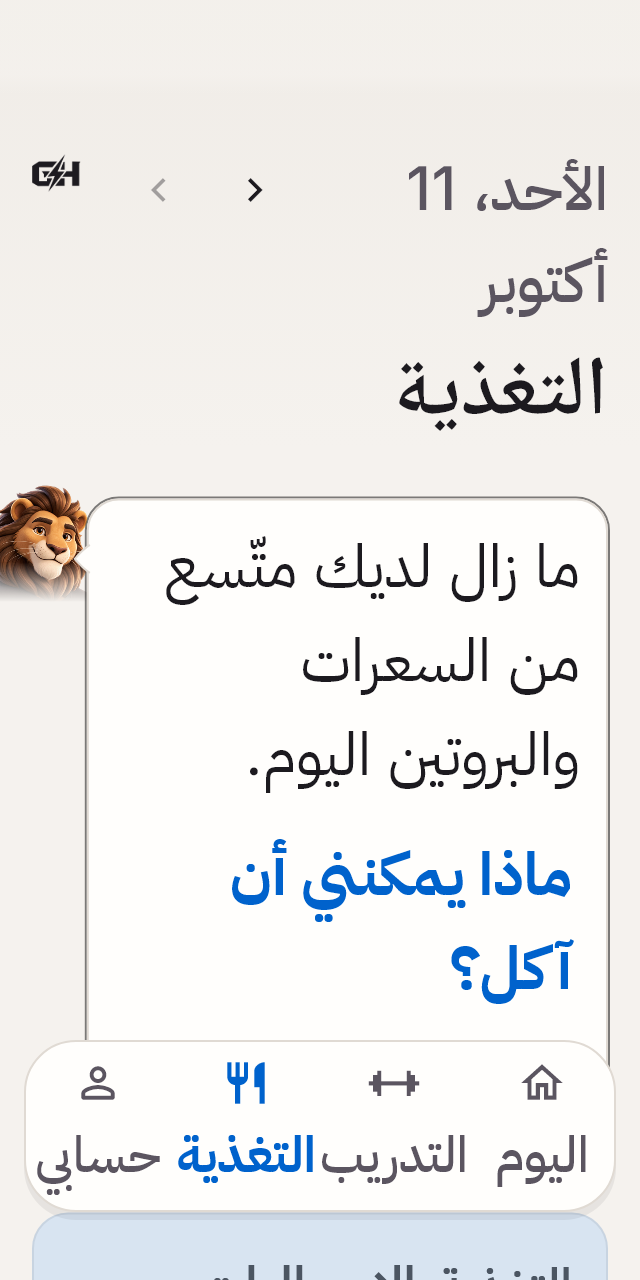 GH
الأحد، 11
أكتوبر
التغذية
ما زال لديك متّسع
من السعرات
والبروتين اليوم.
ماذا يمكنني أن
آكل؟
اليوم
التدريب
التغذية
حسابي